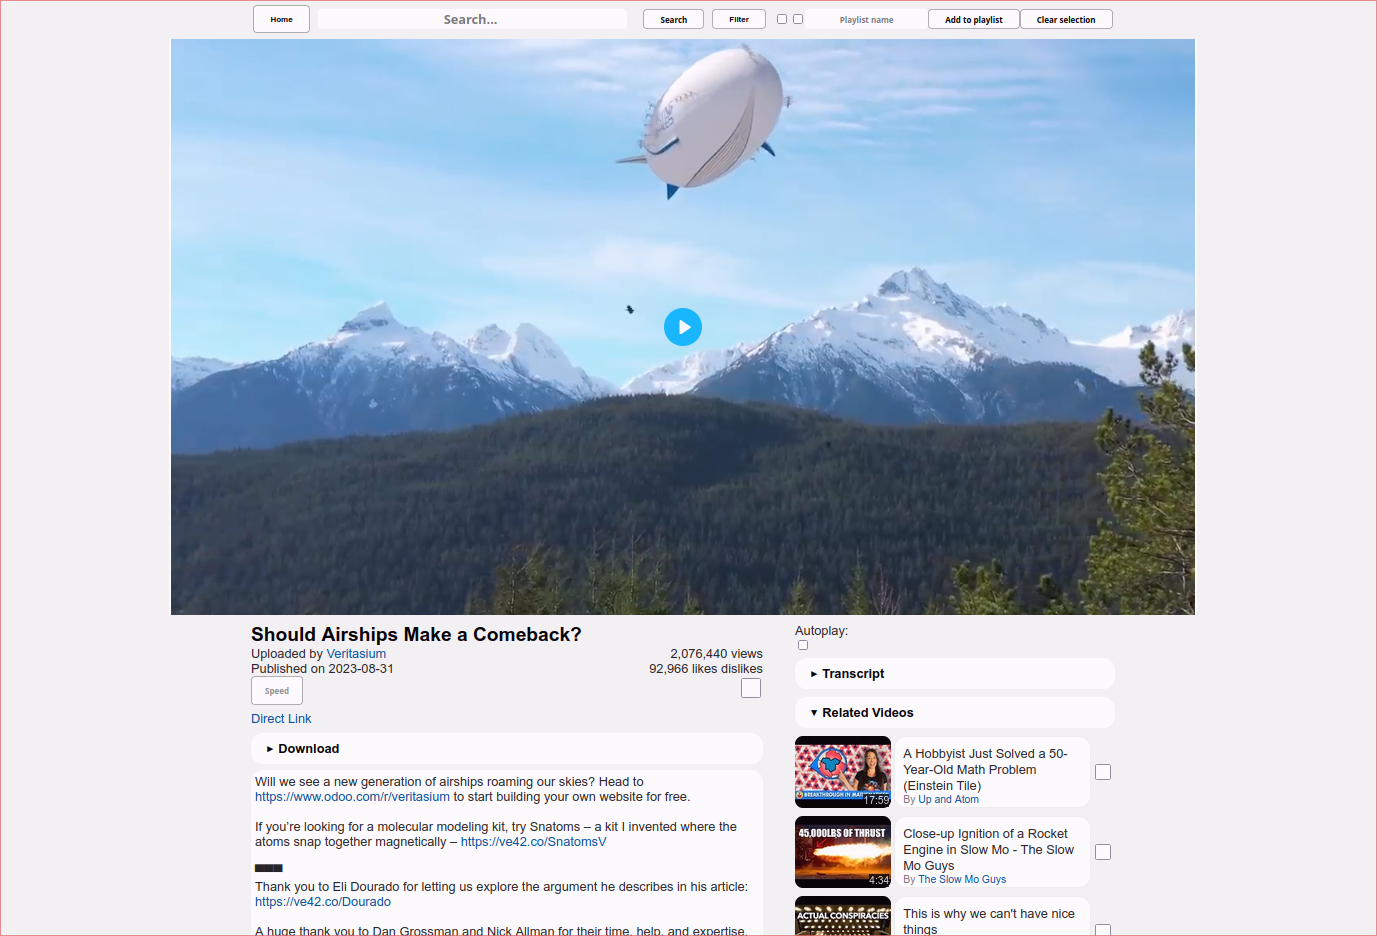 Home
Search...
Search
Filter
Playlist name
Add to playlist
Clear selection
Should Airships Make a Comeback?
Uploaded by Veritasium
2,076,440 views
Published on 2023-08-31
92,966 likes dislikes
Speed
Direct Link
▸ Download
Will we see a new generation of airships roaming our skies? Head to
https://www.odoo.com/r/veritasium to start building your own website for free.
If you're looking for a molecular modeling kit, try Snatoms – a kit I invented where the
atoms snap together magnetically – https://ve42.co/SnatomsV
▀▀▀
Thank you to Eli Dourado for letting us explore the argument he describes in his article:
https://ve42.co/Dourado
A huge thank you to Dan Grossman and Nick Allman for their time, help, and expertise.
Autoplay:
▸ Transcript
▾ Related Videos
BREAKTHROUGH IN
17:59
A Hobbyist Just Solved a 50-
Year-Old Math Problem
(Einstein Tile)
By Up and Atom
45,000LBS OF THRUST
4:34
Close-up Ignition of a Rocket
Engine in Slow Mo - The Slow
Mo Guys
By The Slow Mo Guys
ACTUAL CONSPIRACIES
This is why we can't have nice
things